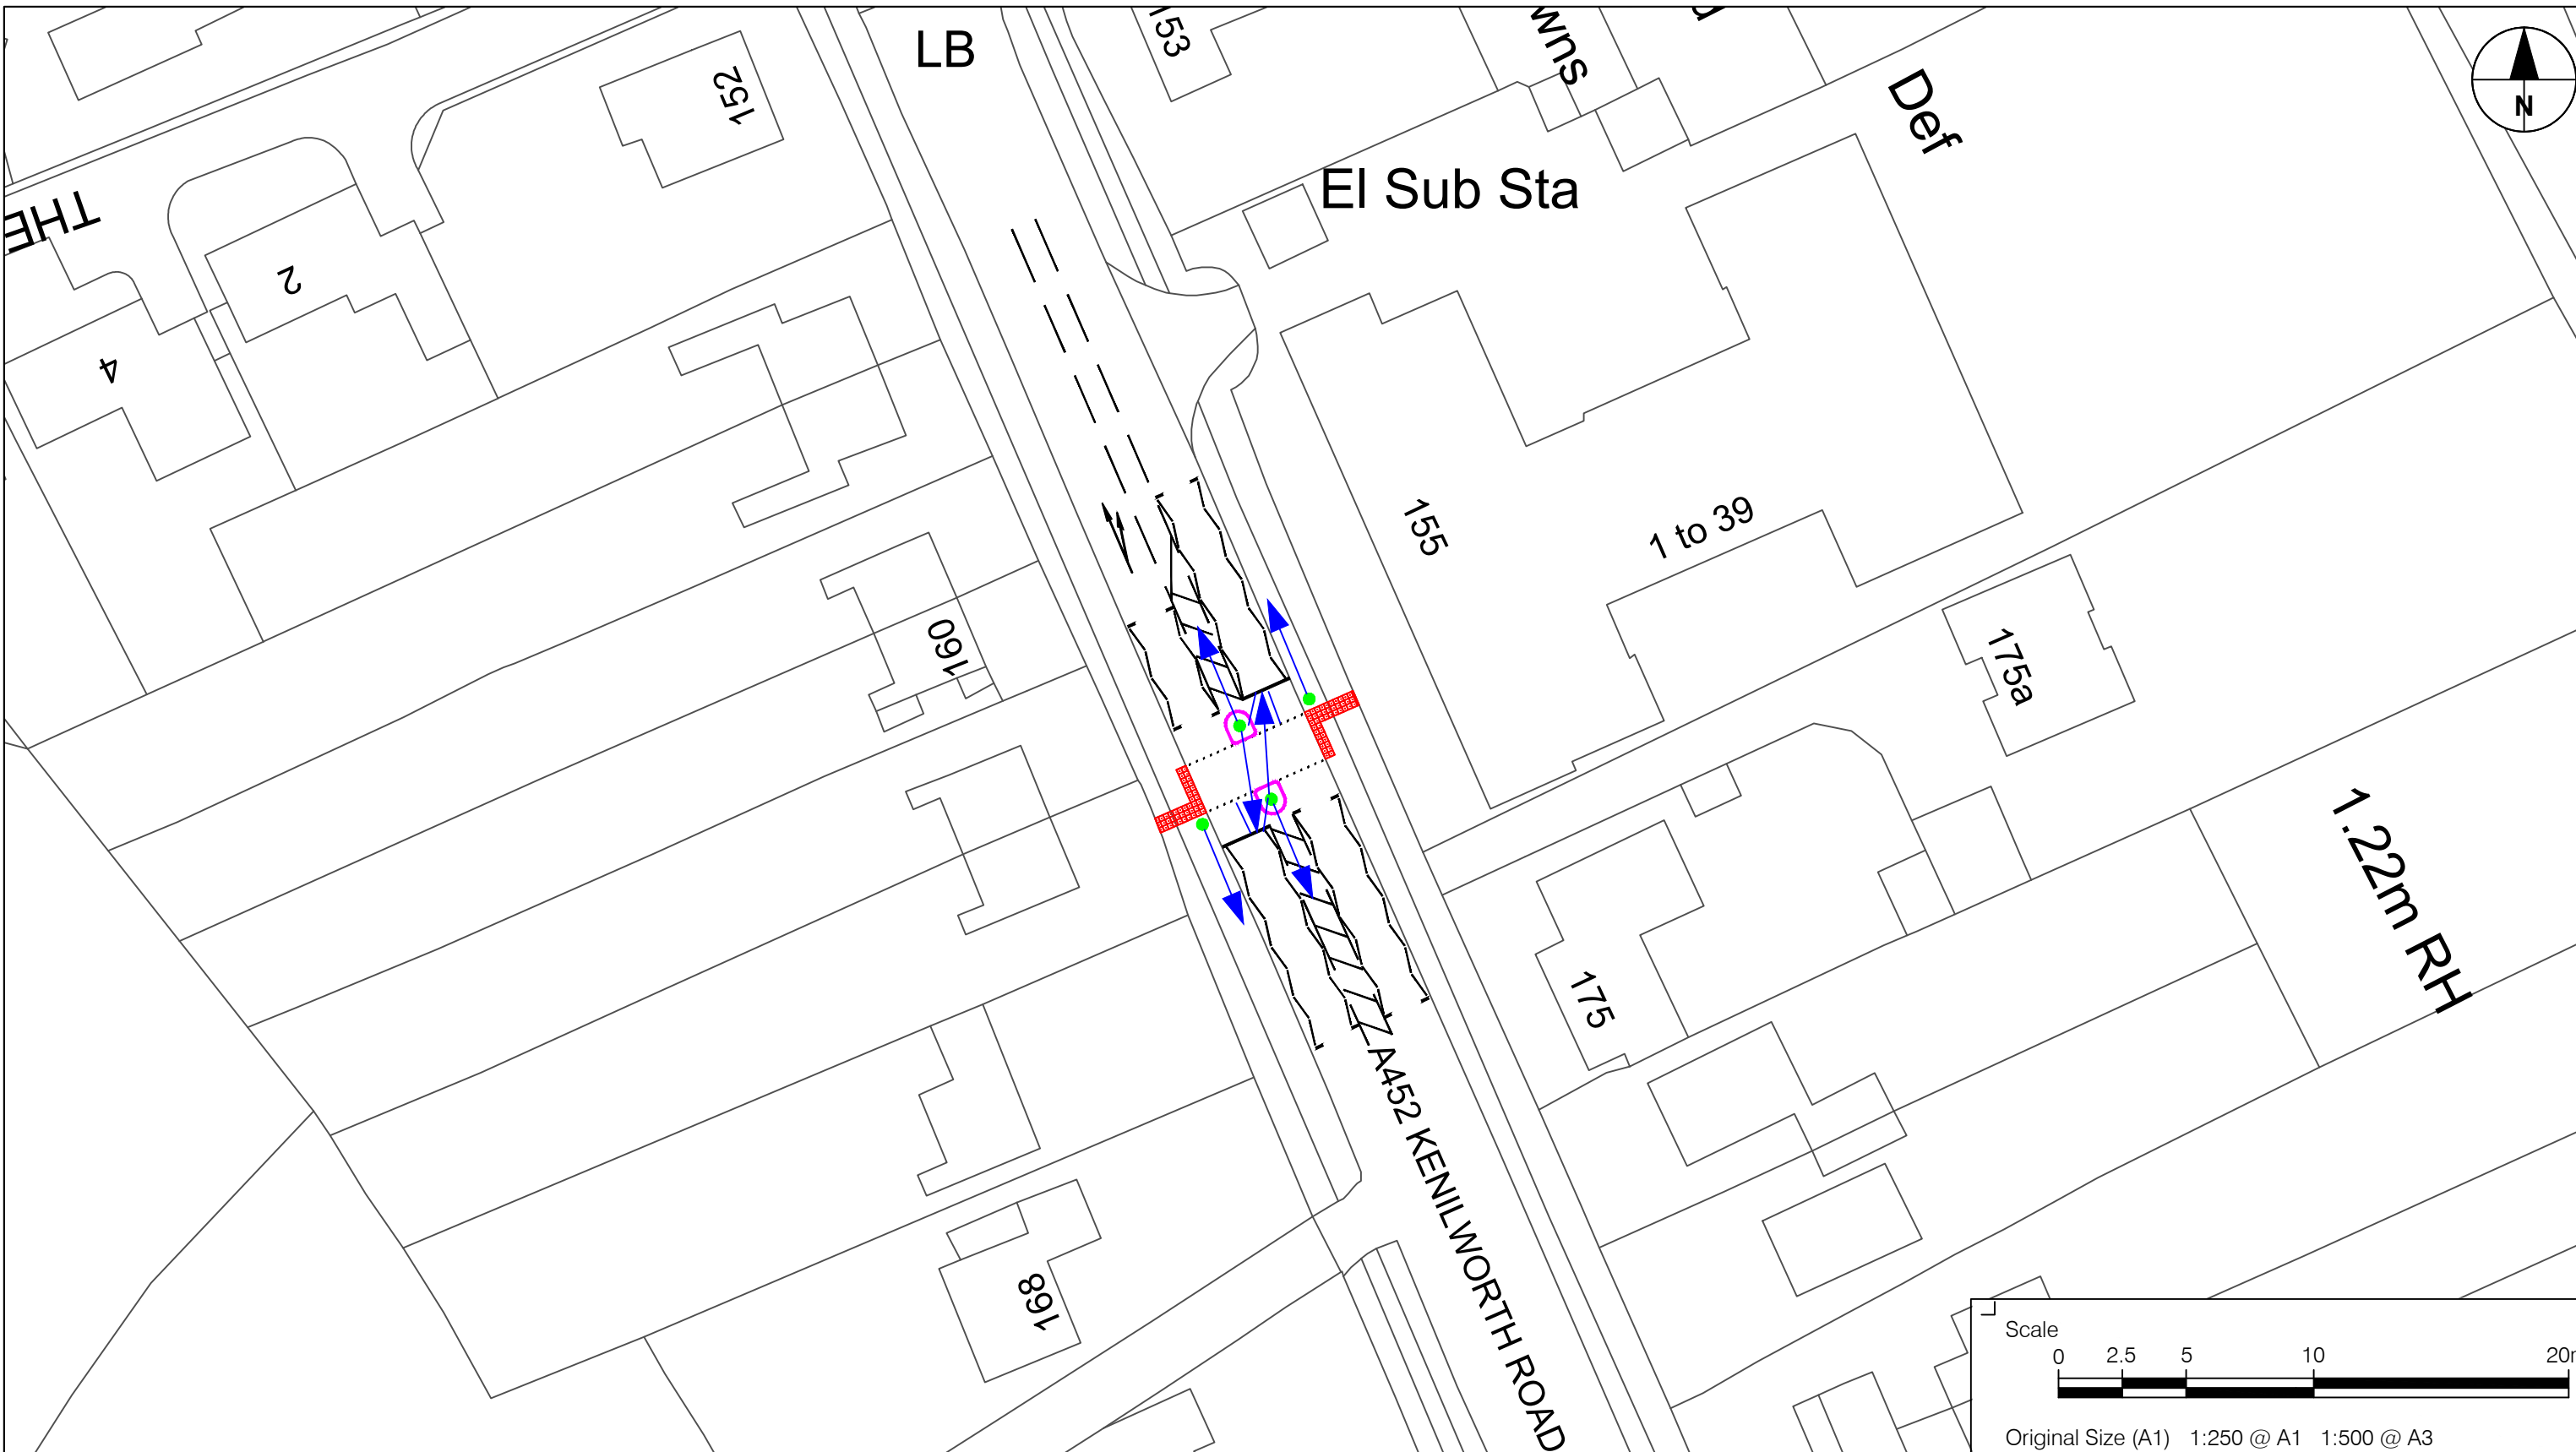 LB
153
wns
152
Def
N
El Sub Sta
THE
2
4
155
1 to 39
160
175a
1.22m RH
175
A452 KENILWORTH ROAD
168
Scale
0 2.5 5 10 20m
Original Size (A1) 1:250 @ A1 1:500 @ A3